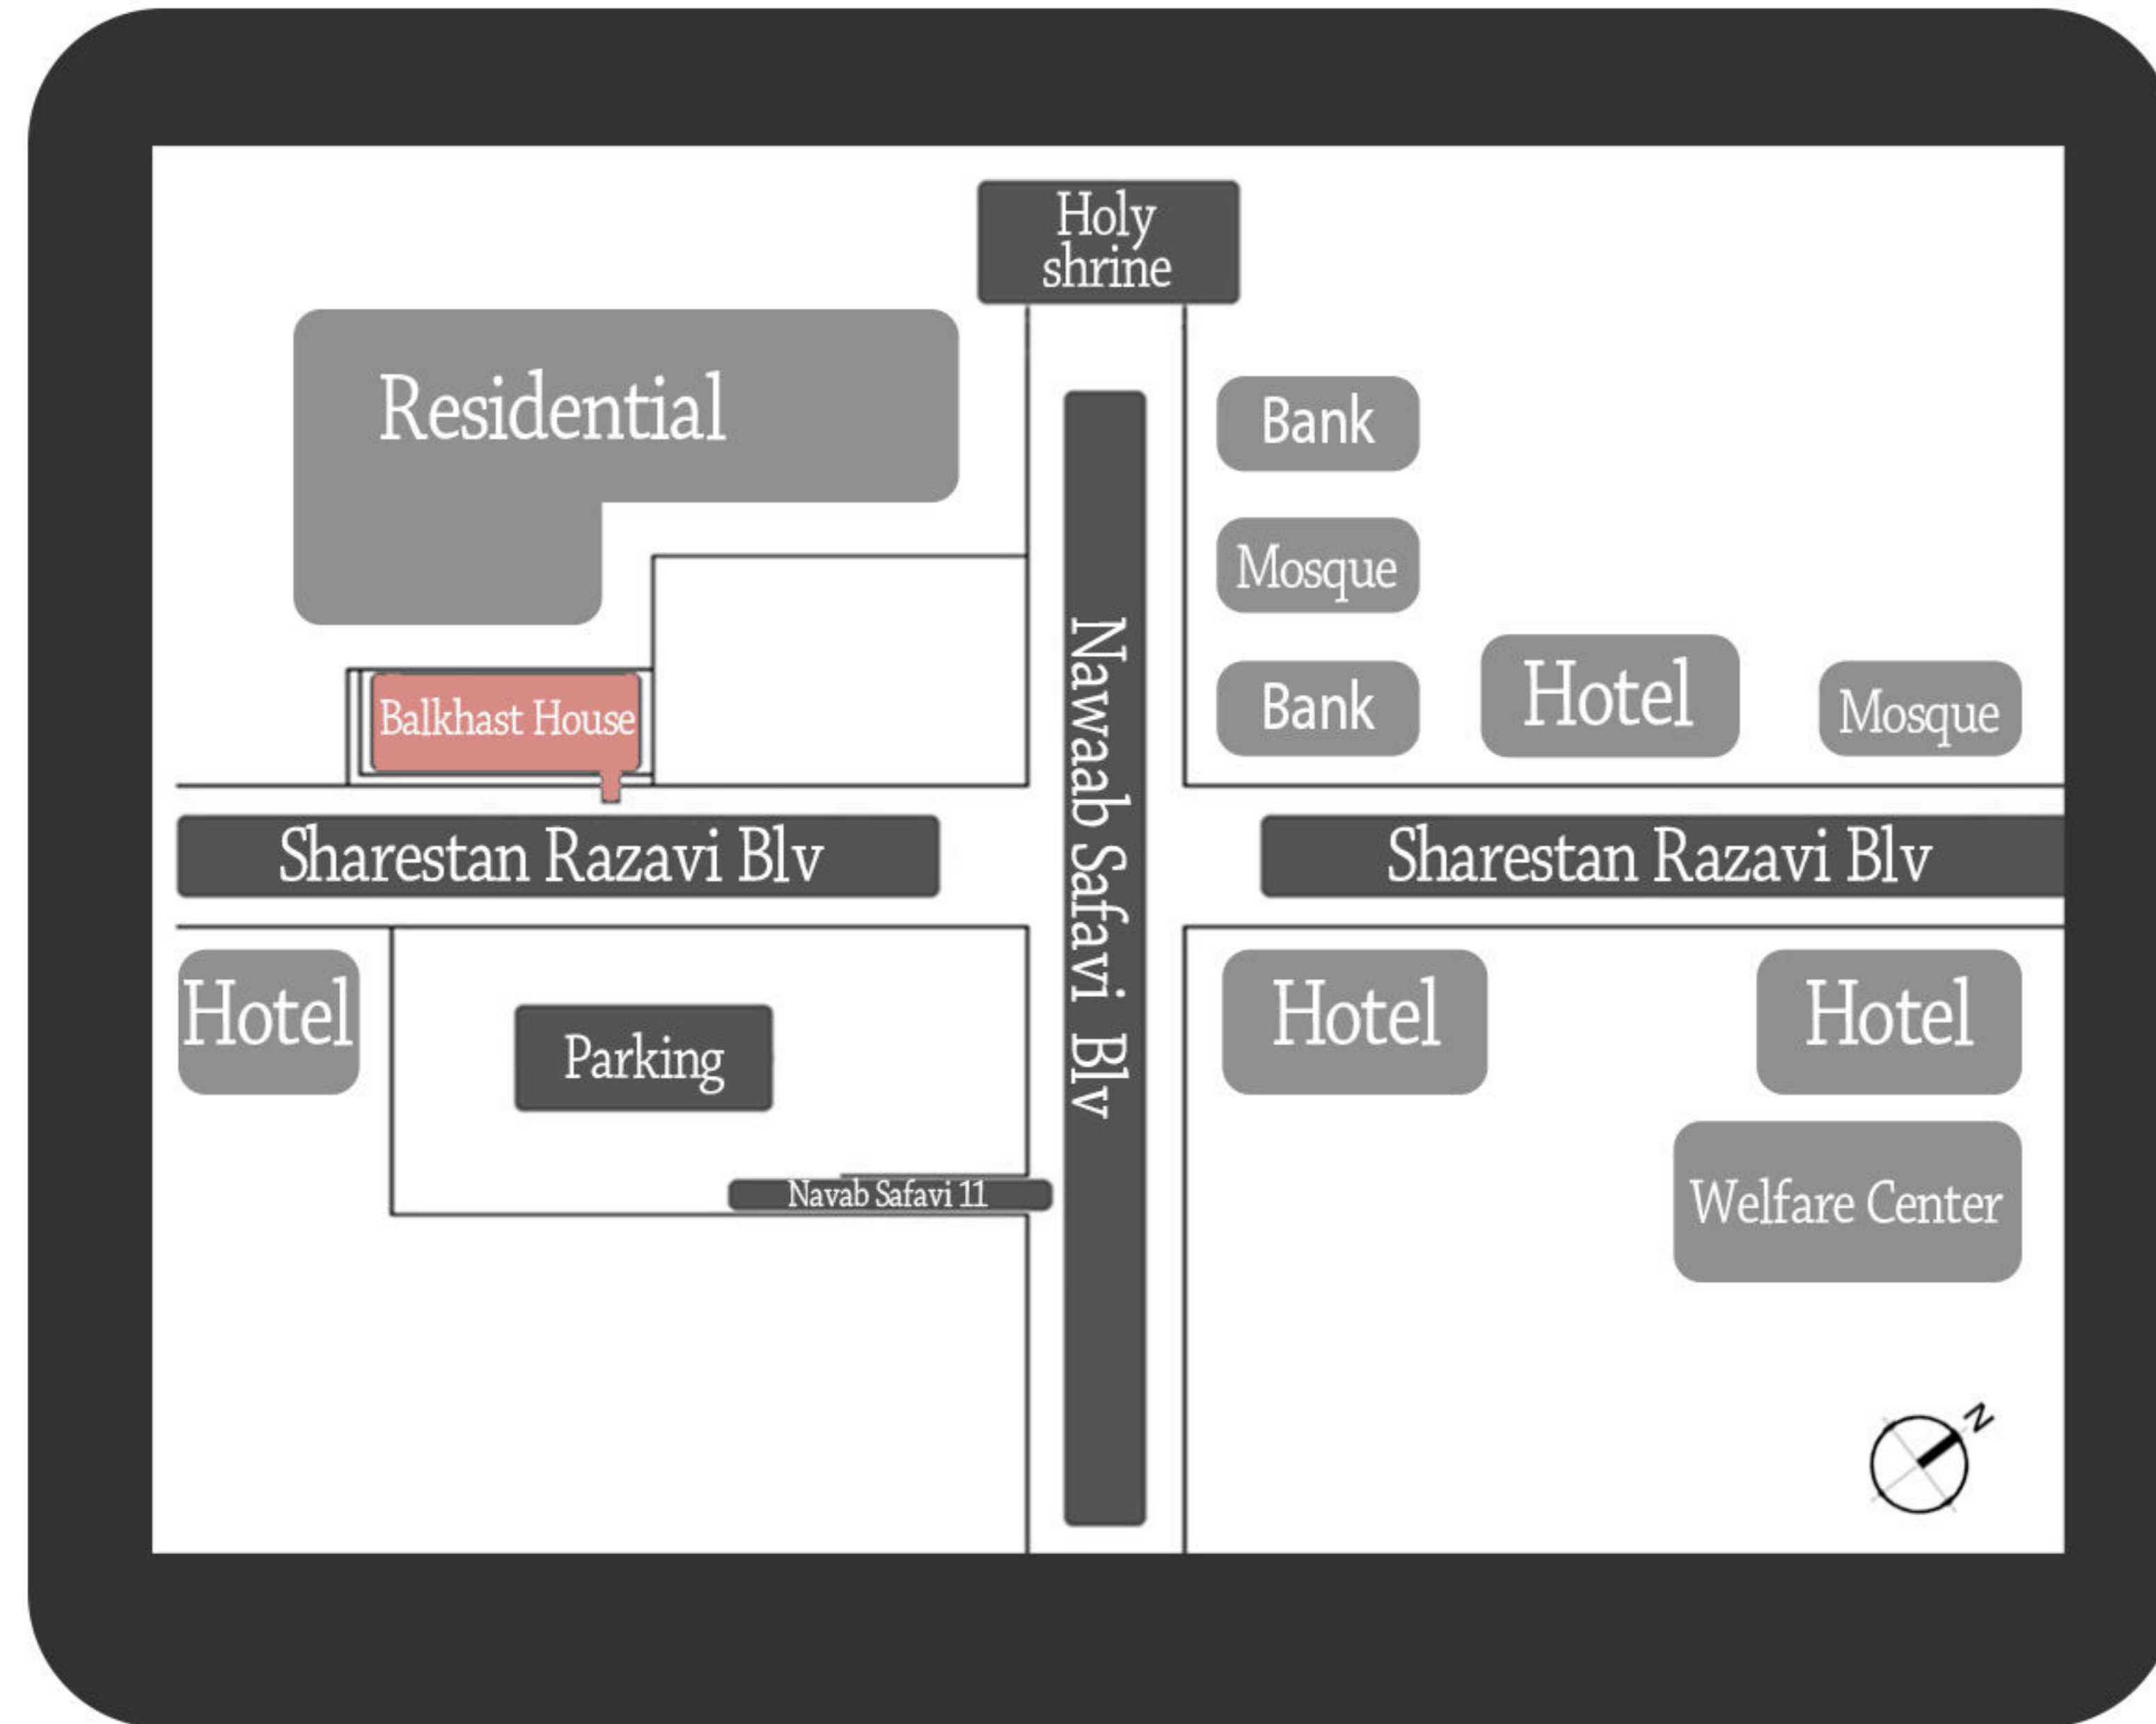 Holy
shrine
Residential
Bank
Mosque
Balkhast House
Bank
Hotel
Mosque
Nawaab Safavi Blv
Sharestan Razavi Blv
Sharestan Razavi Blv
Hotel
Parking
Hotel
Hotel
Navab Safavi 11
Welfare Center
N